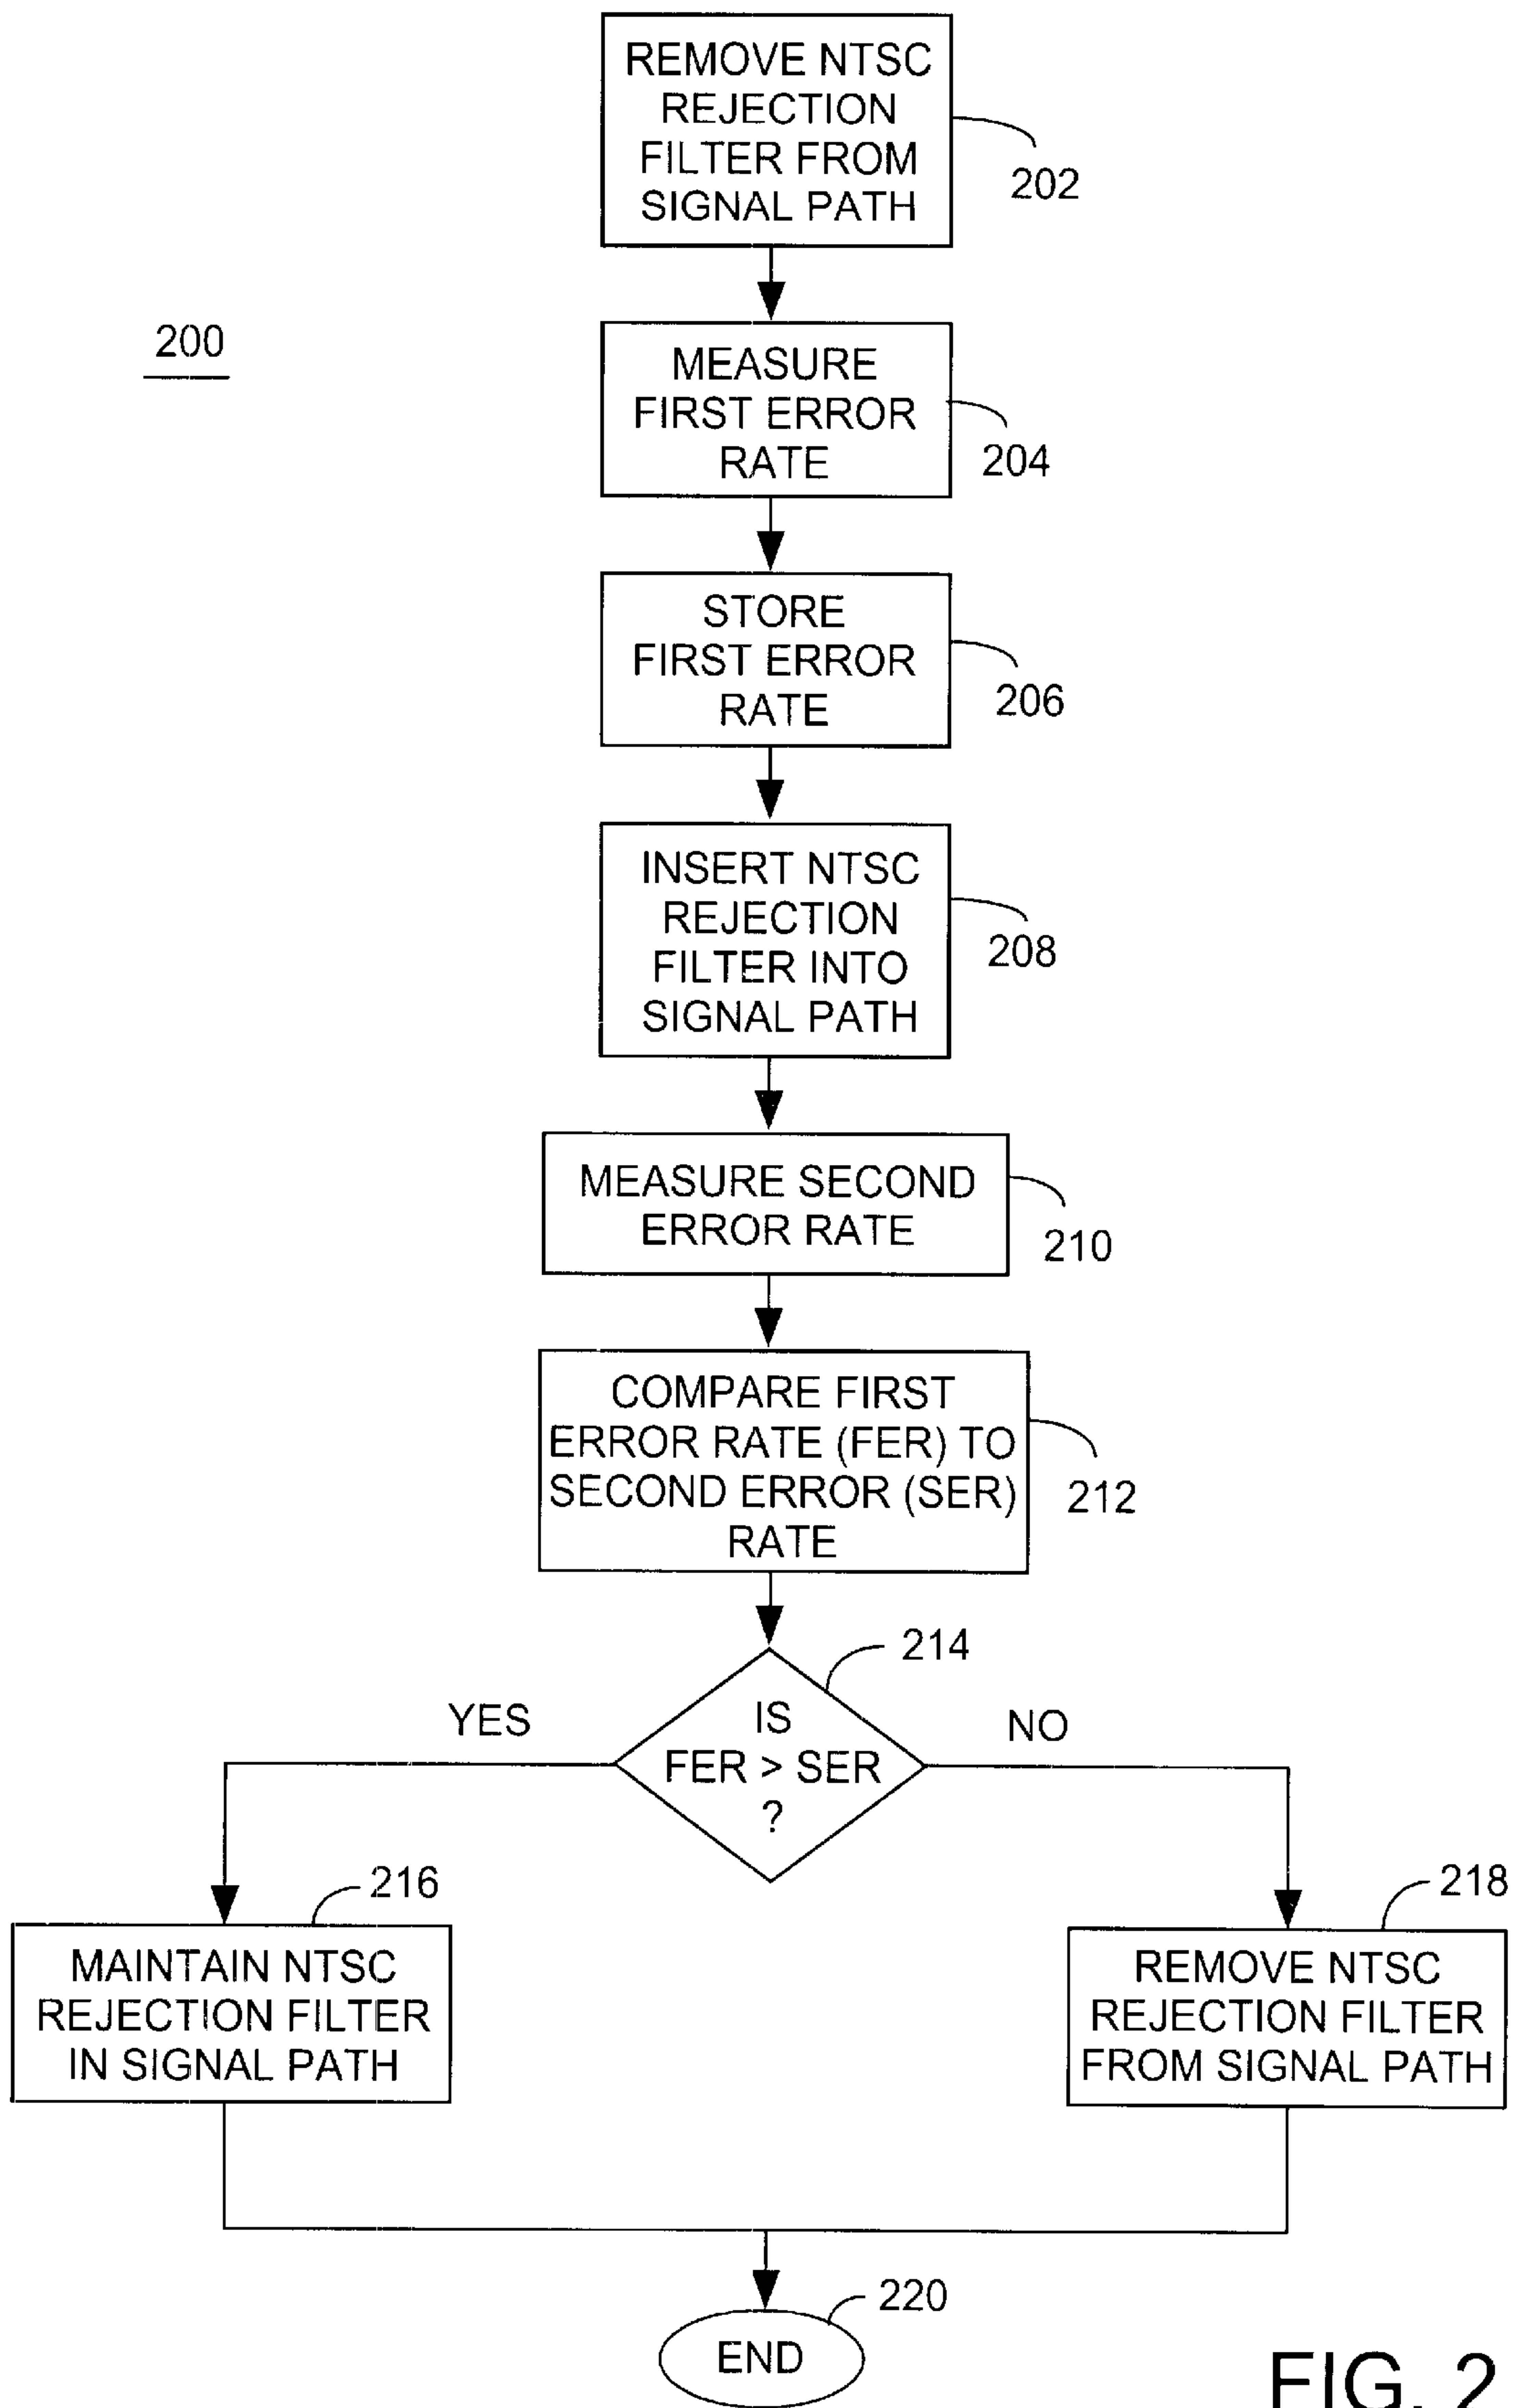 REMOVE NTSC
REJECTION
FILTER FROM
SIGNAL PATH
202
200
MEASURE
FIRST ERROR
RATE
204
STORE
FIRST ERROR
RATE
206
INSERT NTSC
REJECTION
FILTER INTO
SIGNAL PATH
208
MEASURE SECOND
ERROR RATE
210
COMPARE FIRST
ERROR RATE (FER) TO
SECOND ERROR (SER)
RATE
212
214
YES
IS
FER > SER
?
NO
216
MAINTAIN NTSC
REJECTION FILTER
IN SIGNAL PATH
218
REMOVE NTSC
REJECTION FILTER
FROM SIGNAL PATH
220
END
FIG. 2